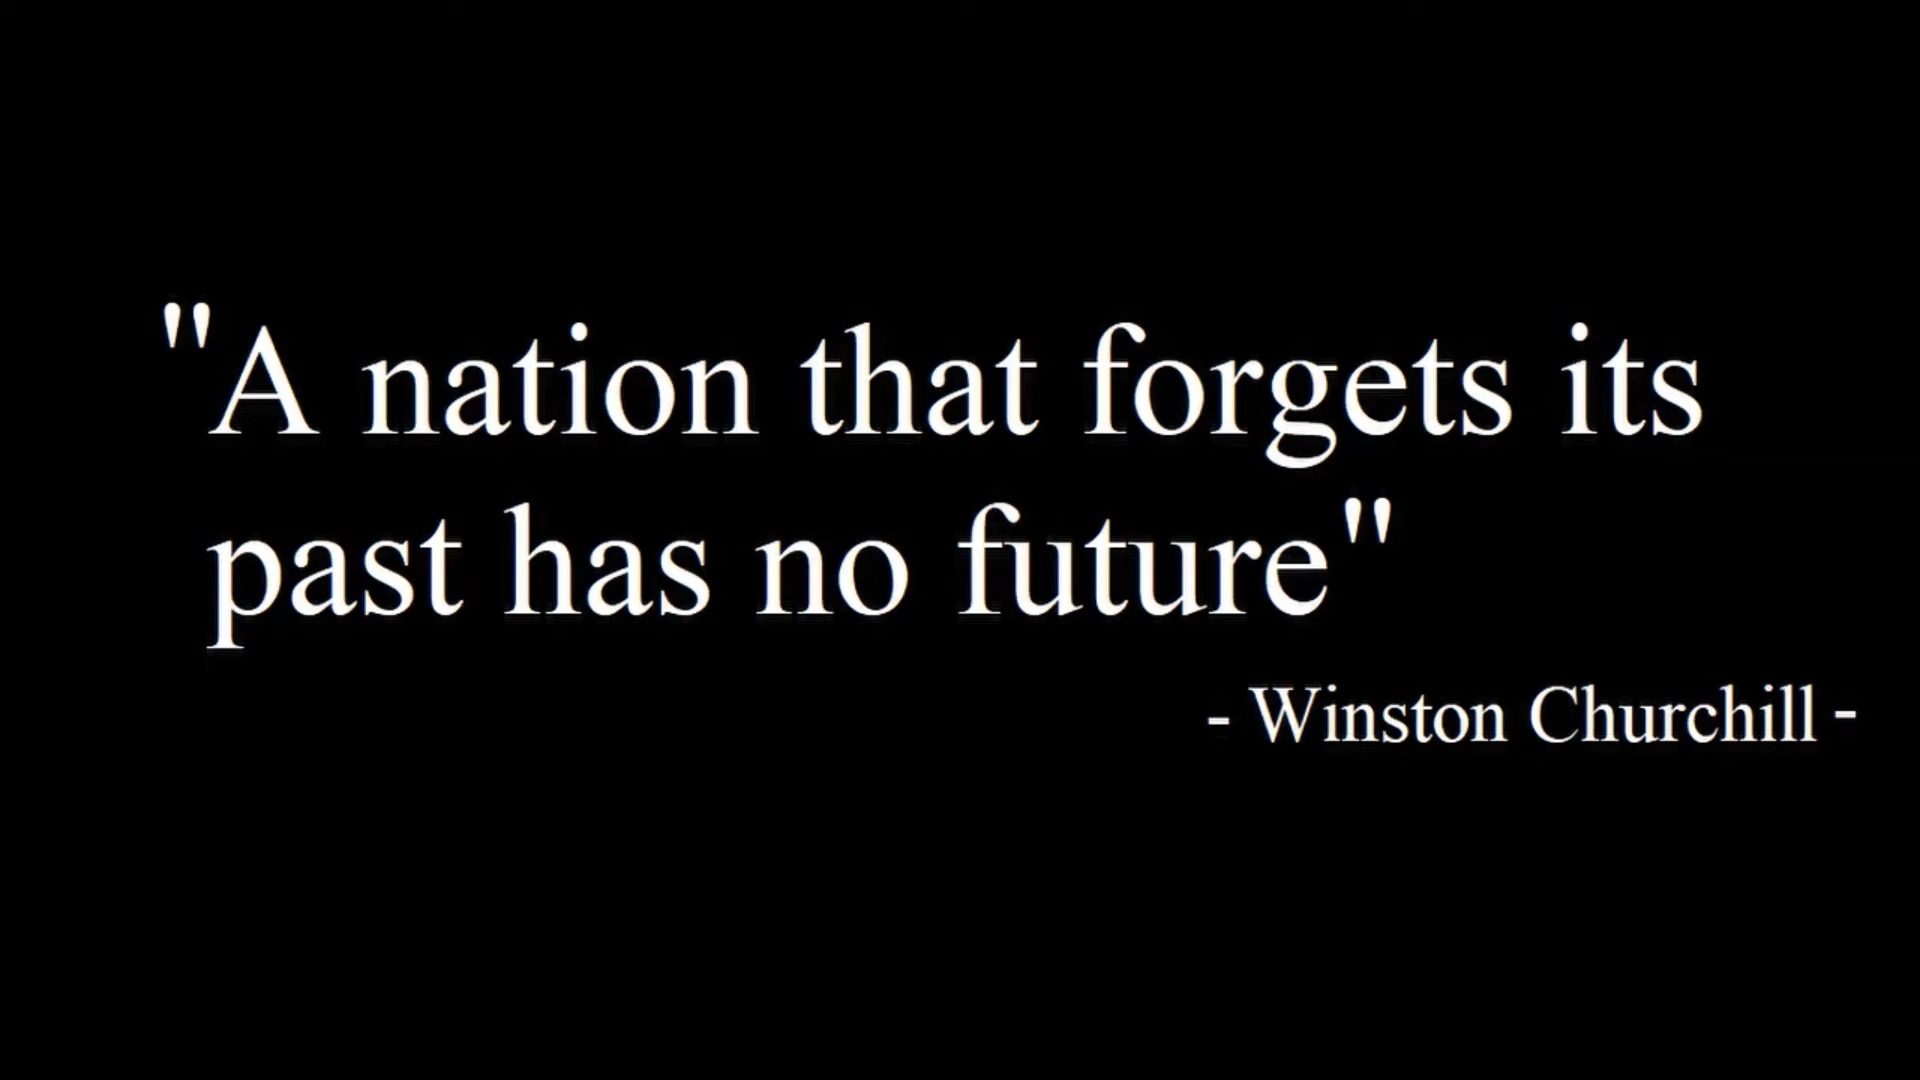 "A nation that forgets its
past has no future"
- Winston Churchill -